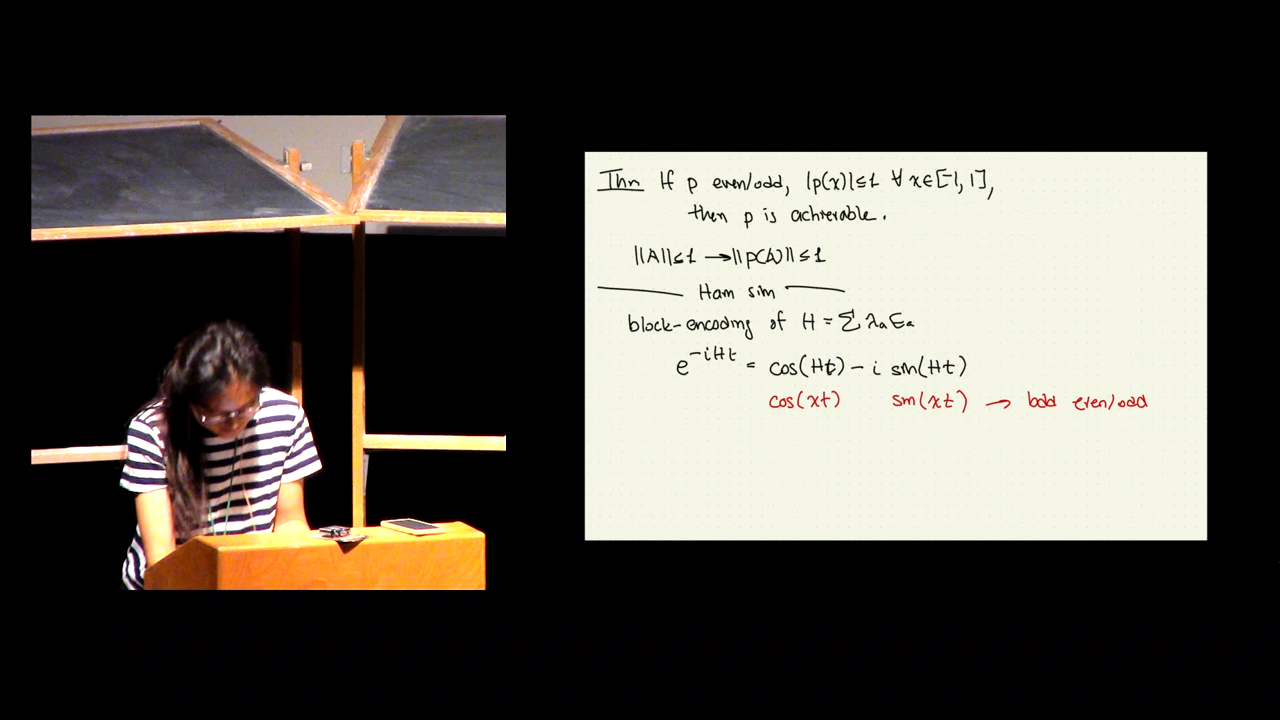 Thm If p even/odd, |p(x)|≤1 ∀ x∈[-1,1],
then p is achievable.
||A||≤1 → ||p(A)|| ≤ 1
Ham sim
block-encoding of H = Σ λₐ Eₐ
e^{-iHt} = cos(Ht) - i sin(Ht)
cos(xt) sin(xt) → bdd even/odd